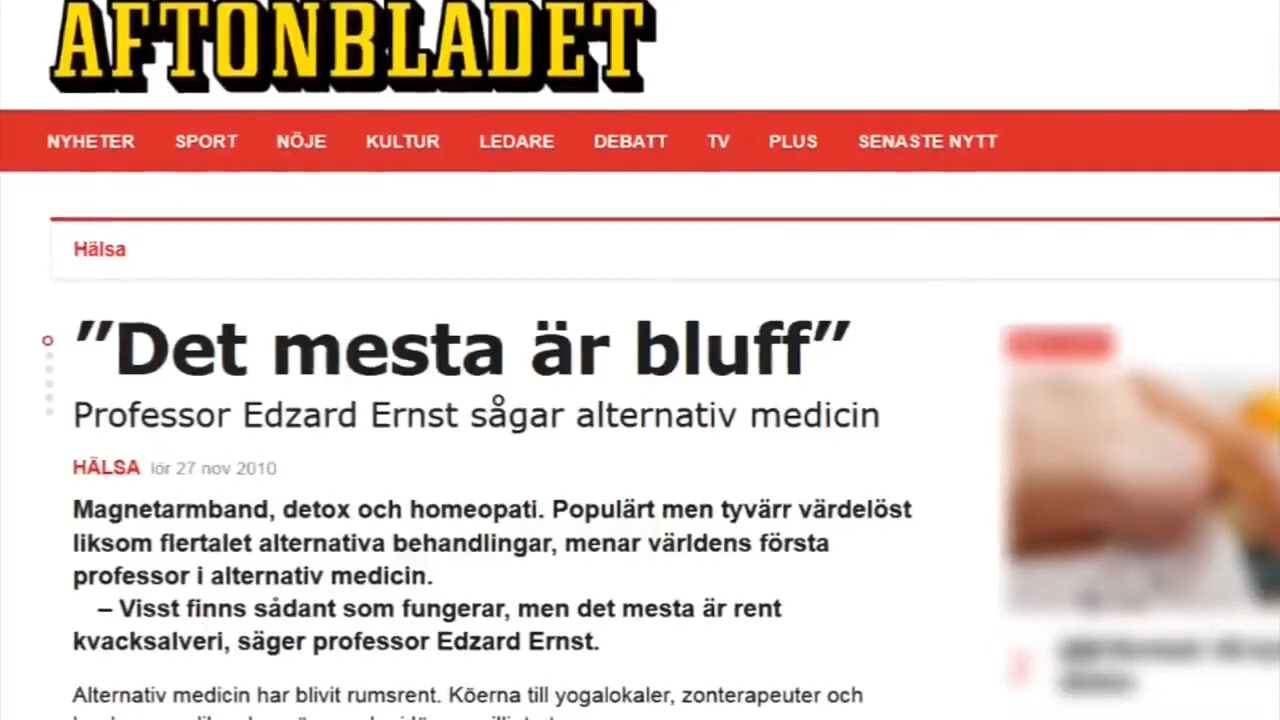 AFTONBLADET
NYHETER SPORT NÖJE KULTUR LEDARE DEBATT TV PLUS SENASTE NYTT
Hälsa
”Det mesta är bluff”
Professor Edzard Ernst sågar alternativ medicin
HÄLSA lör 27 nov 2010
Magnetarmband, detox och homeopati. Populärt men tyvärr värdelöst
liksom flertalet alternativa behandlingar, menar världens första
professor i alternativ medicin.
– Visst finns sådant som fungerar, men det mesta är rent
kvacksalveri, säger professor Edzard Ernst.
Alternativ medicin har blivit rumsrent. Köerna till yogalokaler, zonterapeuter och